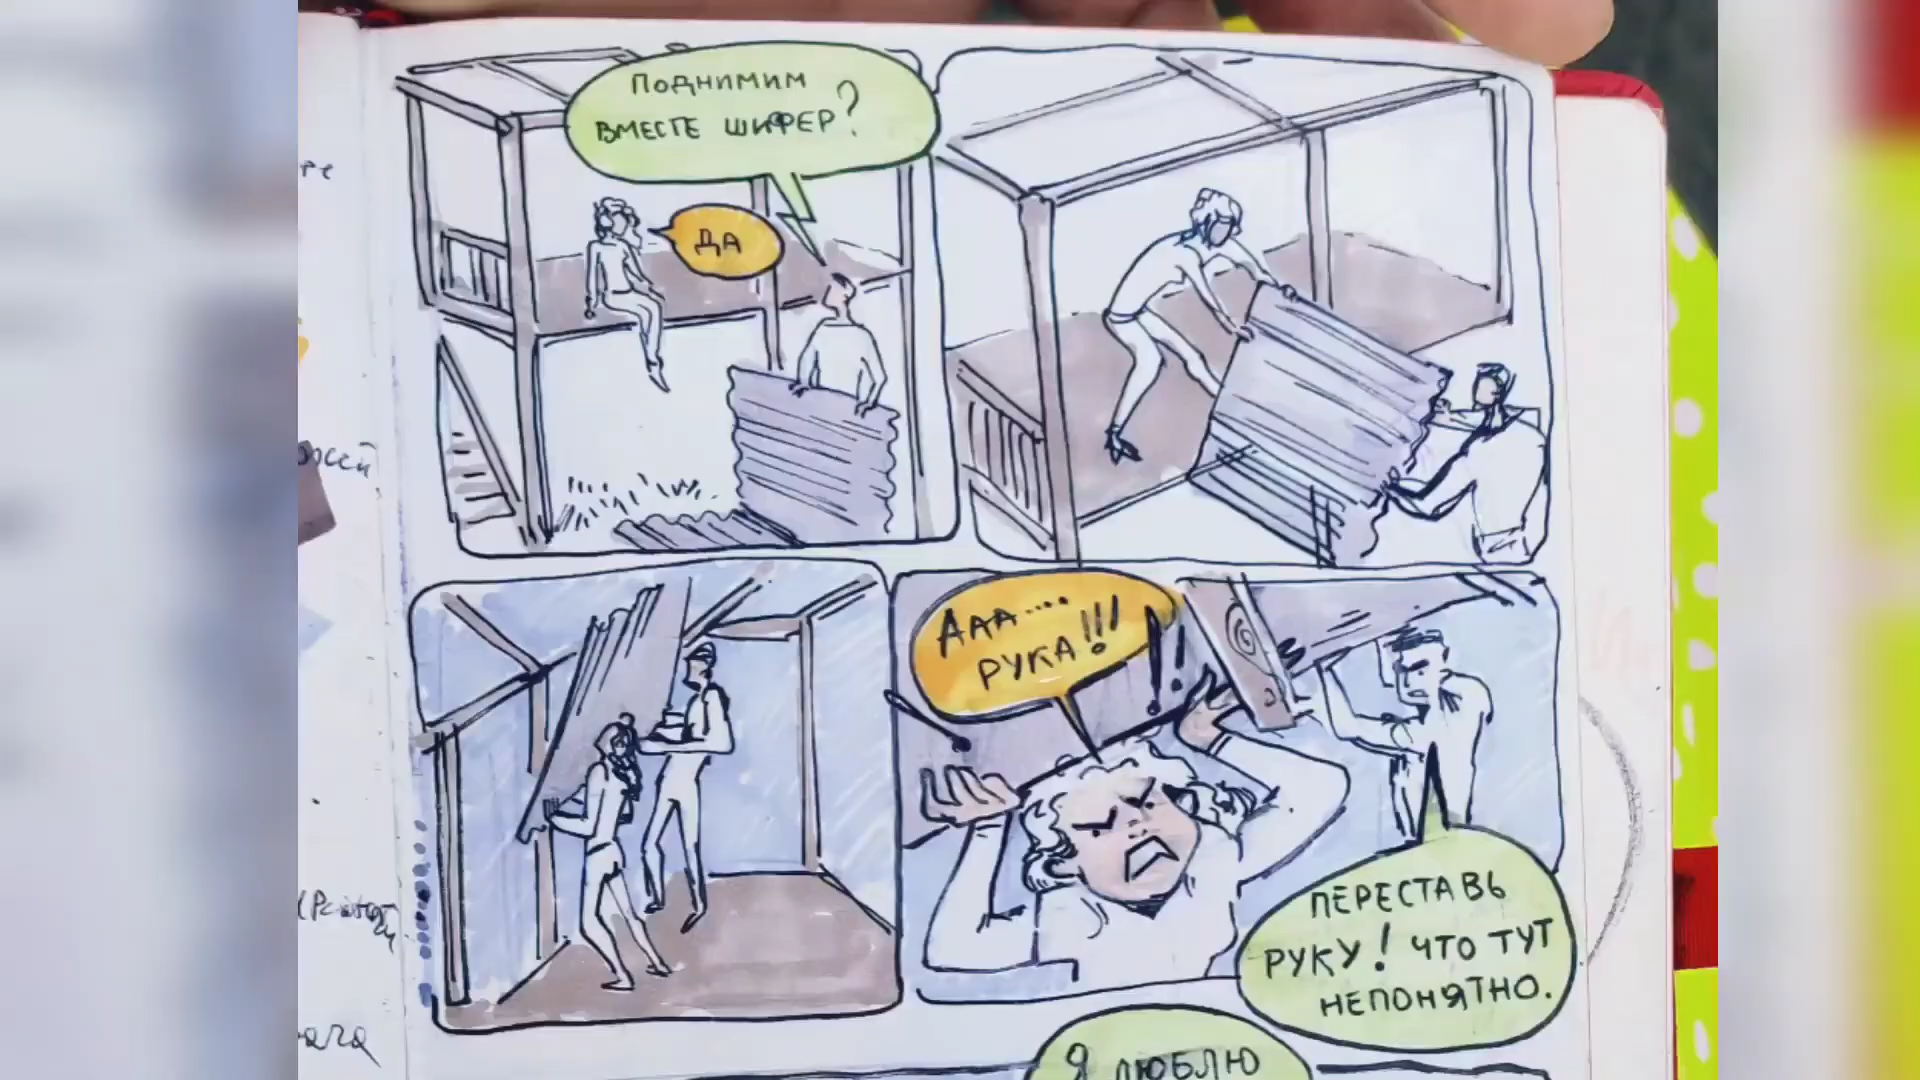 ПОДНИМИМ
ВМЕСТЕ ШИФЕР?
ДА
ААА....
РУКА!!!
ПЕРЕСТАВЬ
РУКУ! ЧТО ТУТ
НЕПОНЯТНО.
Я ЛЮБЛЮ